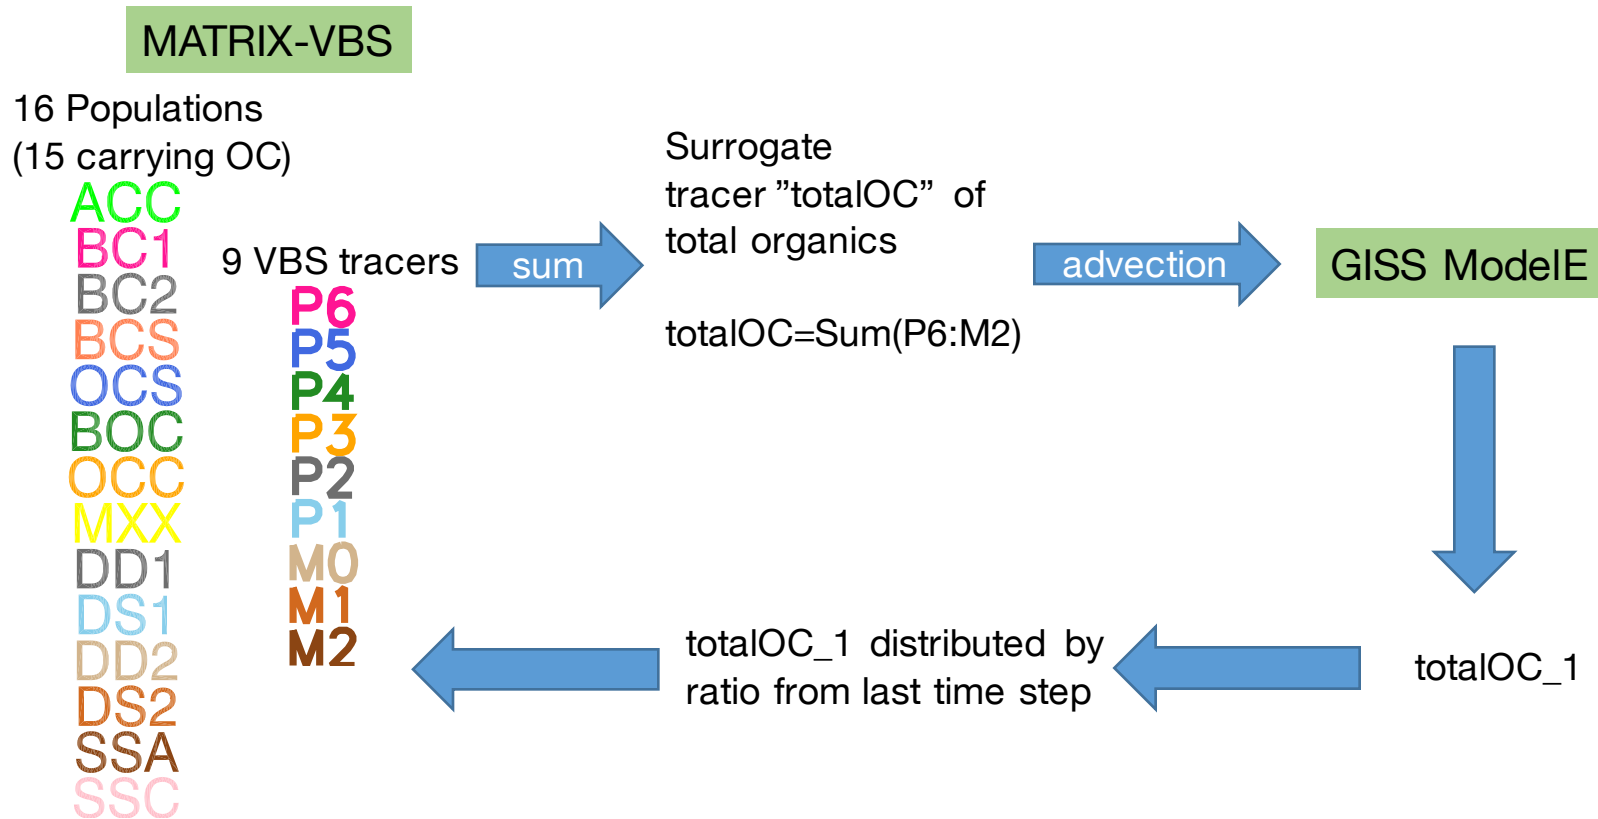 MATRIX-VBS
16 Populations
(15 carrying OC)
ACC
BC1
BC2
BCS
OCS
BOC
OCC
MXX
DD1
DS1
DD2
DS2
SSA
SSC
9 VBS tracers
P6
P5
P4
P3
P2
P1
M0
M1
M2
sum
Surrogate
tracer ”totalOC” of
total organics
totalOC=Sum(P6:M2)
advection
GISS ModelE
totalOC_1
totalOC_1 distributed by
ratio from last time step